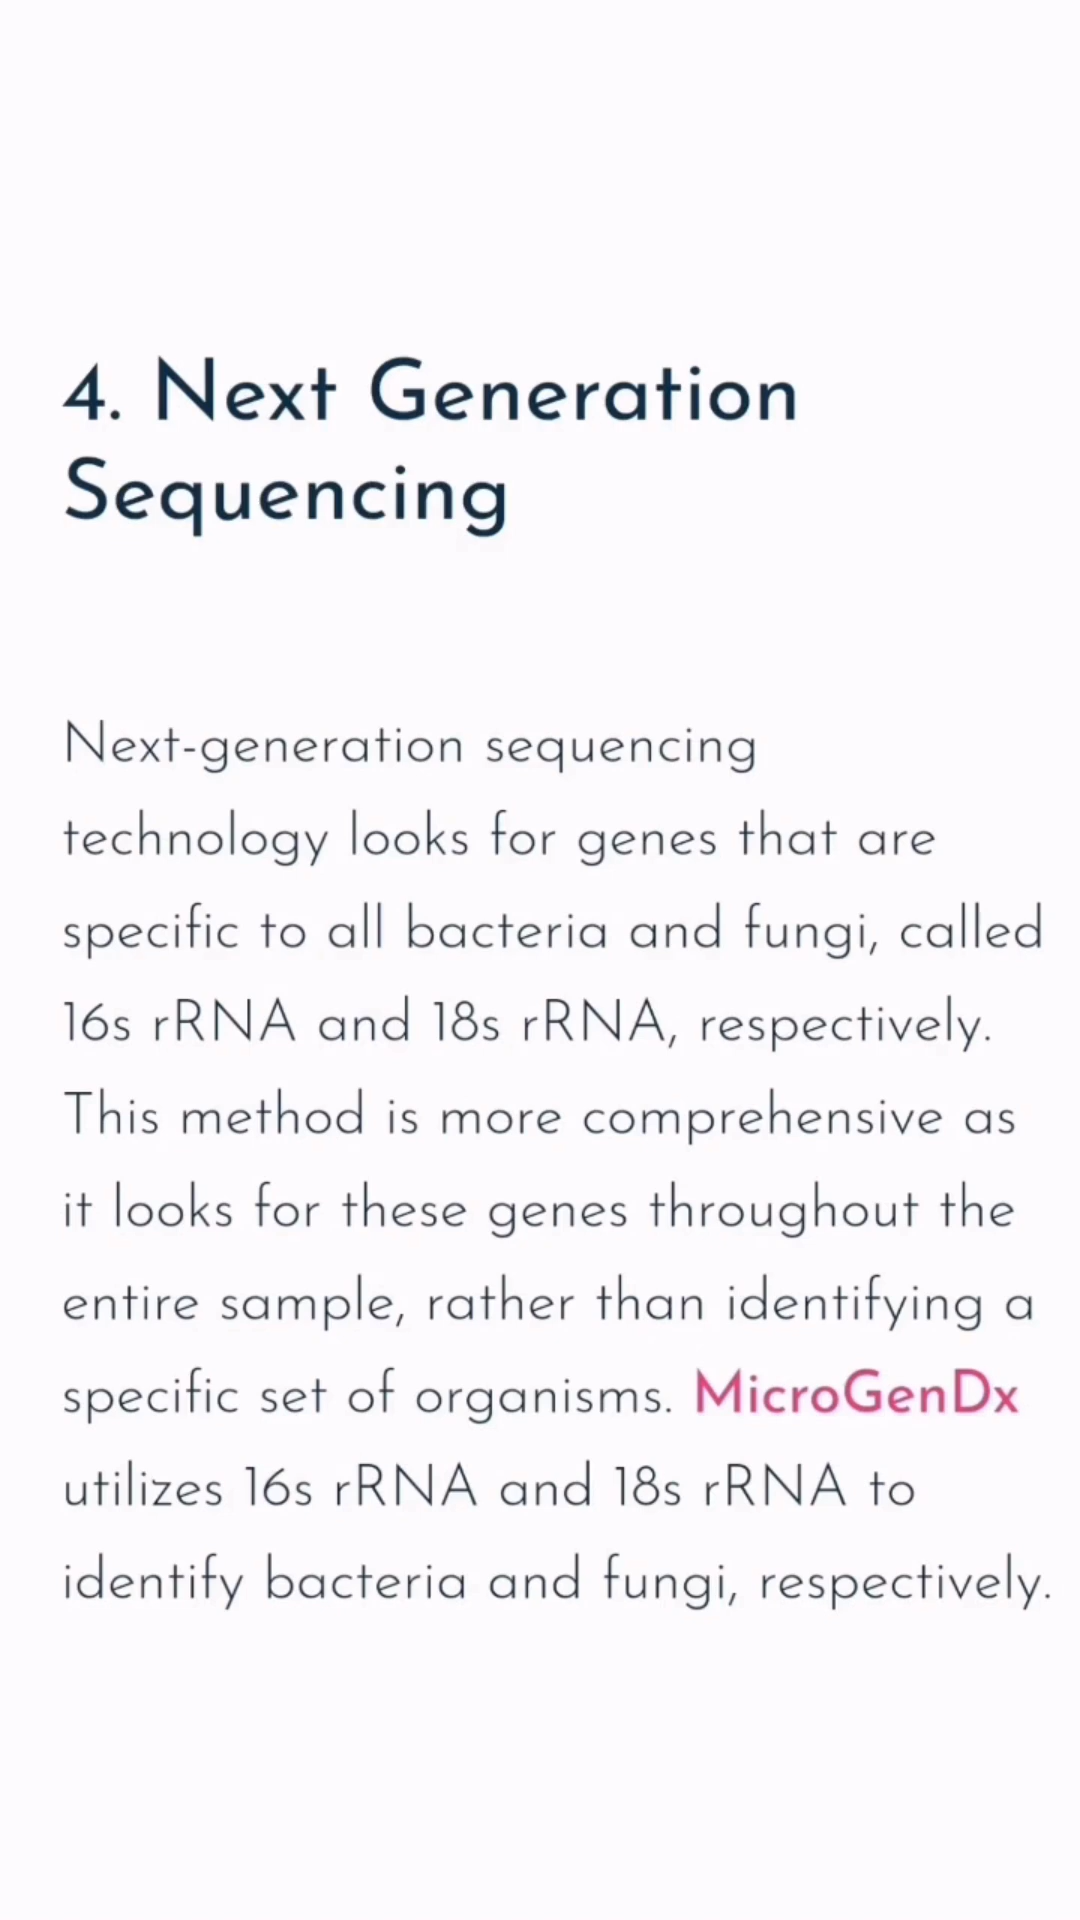 4. Next Generation
Sequencing
Next-generation sequencing
technology looks for genes that are
specific to all bacteria and fungi, called
16s rRNA and 18s rRNA, respectively.
This method is more comprehensive as
it looks for these genes throughout the
entire sample, rather than identifying a
specific set of organisms. MicroGenDx
utilizes 16s rRNA and 18s rRNA to
identify bacteria and fungi, respectively.